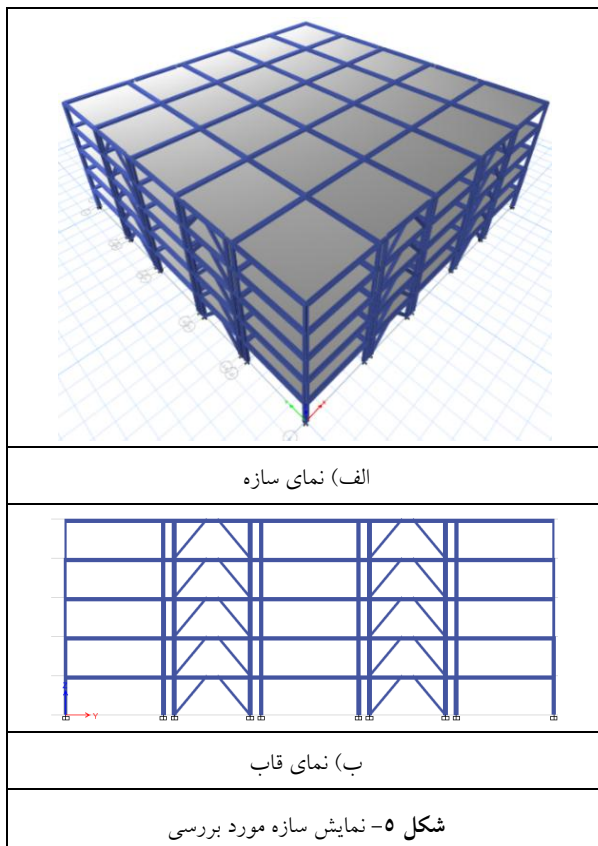 الف) نمای سازه
Y
ب) نمای قاب
شکل ۵- نمایش سازه مورد بررسی